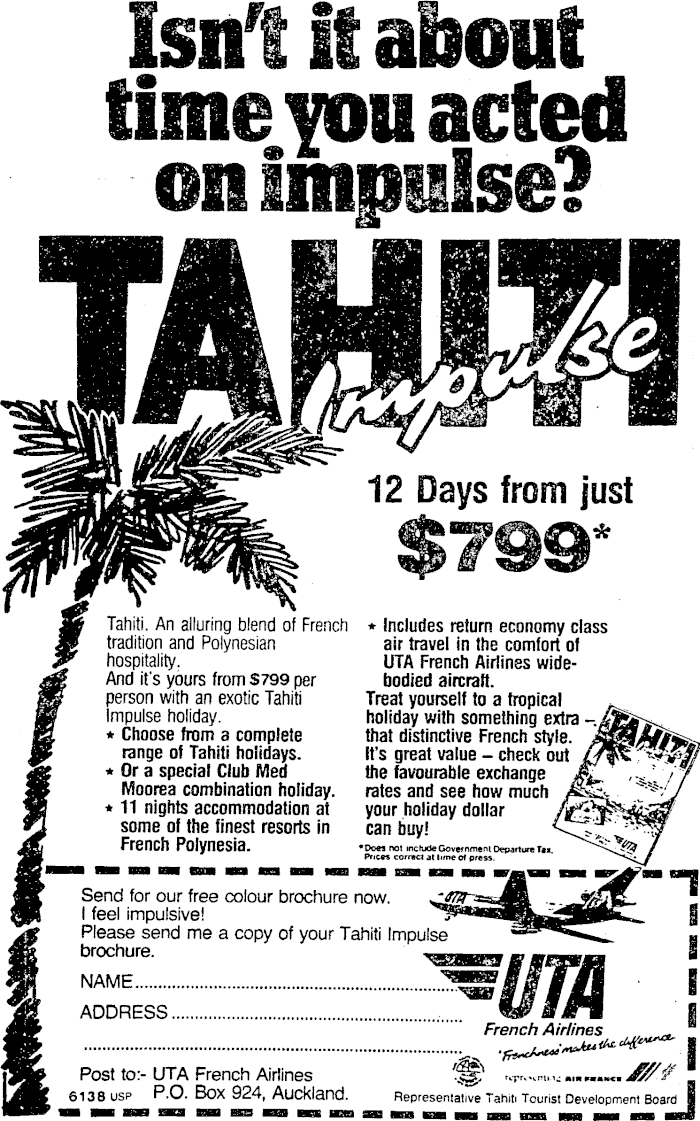 Isn't it about
time you acted
on impulse?
TAHITI
Impulse
12 Days from just
$799*
Tahiti. An alluring blend of French
tradition and Polynesian
hospitality.
And it's yours from $799 per
person with an exotic Tahiti
Impulse holiday.
★ Choose from a complete
range of Tahiti holidays.
★ Or a special Club Med
Moorea combination holiday.
★ 11 nights accommodation at
some of the finest resorts in
French Polynesia.
★ Includes return economy class
air travel in the comfort of
UTA French Airlines wide-
bodied aircraft.
Treat yourself to a tropical
holiday with something extra –
that distinctive French style.
It's great value – check out
the favourable exchange
rates and see how much
your holiday dollar
can buy!
*Does not include Government Departure Tax.
Prices correct at time of press.
TAHITI
UTA
Send for our free colour brochure now.
I feel impulsive!
Please send me a copy of your Tahiti Impulse
brochure.
NAME
ADDRESS
Post to:- UTA French Airlines
P.O. Box 924, Auckland.
6138 USP
UTA
UTA
French Airlines
'Frenchness' makes the difference
representing AIR FRANCE
Representative Tahiti Tourist Development Board